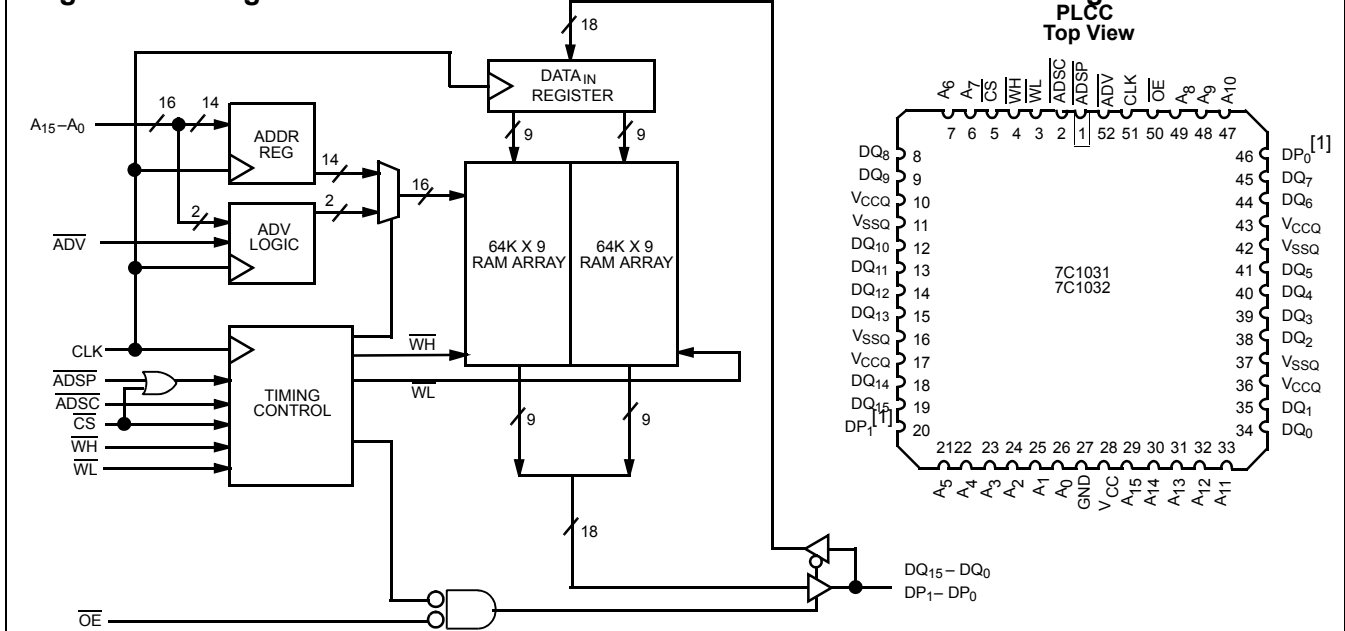 PLCC
Top View
18
DATA IN
REGISTER
9
9
16
14
A15–A0
ADDR
REG
14
2
2
16
ADV
ADV
LOGIC
64K X 9
RAM ARRAY
64K X 9
RAM ARRAY
CLK
ADSP
ADSC
CS
WH
WL
TIMING
CONTROL
WH
WL
9
9
18
OE
DQ15 – DQ0
DP1 – DP0
A6
A7
CS
WH
WL
ADSC
ADSP
ADV
CLK
OE
A8
A9
A10
7 6 5 4 3 2 1 52 51 50 49 48 47
DQ8 8
DQ9 9
VCCQ 10
VSSQ 11
DQ10 12
DQ11 13
DQ12 14
DQ13 15
VSSQ 16
VCCQ 17
DQ14 18
DQ15 19
DP1[1] 20
7C1031
7C1032
46 DP0[1]
45 DQ7
44 DQ6
43 VCCQ
42 VSSQ
41 DQ5
40 DQ4
39 DQ3
38 DQ2
37 VSSQ
36 VCCQ
35 DQ1
34 DQ0
21 22 23 24 25 26 27 28 29 30 31 32 33
A5
A4
A3
A2
A1
A0
GND
VCC
A15
A14
A13
A12
A11